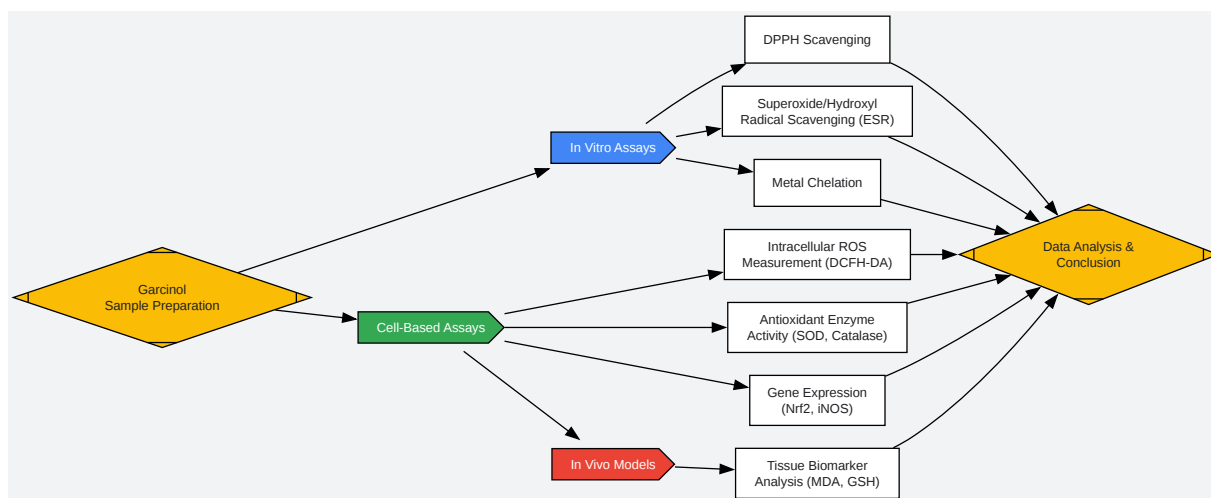 DPPH Scavenging
Superoxide/Hydroxyl
Radical Scavenging (ESR)
In Vitro Assays
Metal Chelation
Intracellular ROS
Measurement (DCFH-DA)
Data Analysis &
Conclusion
Garcinol
Sample Preparation
Cell-Based Assays
Antioxidant Enzyme
Activity (SOD, Catalase)
Gene Expression
(Nrf2, iNOS)
In Vivo Models
Tissue Biomarker
Analysis (MDA, GSH)